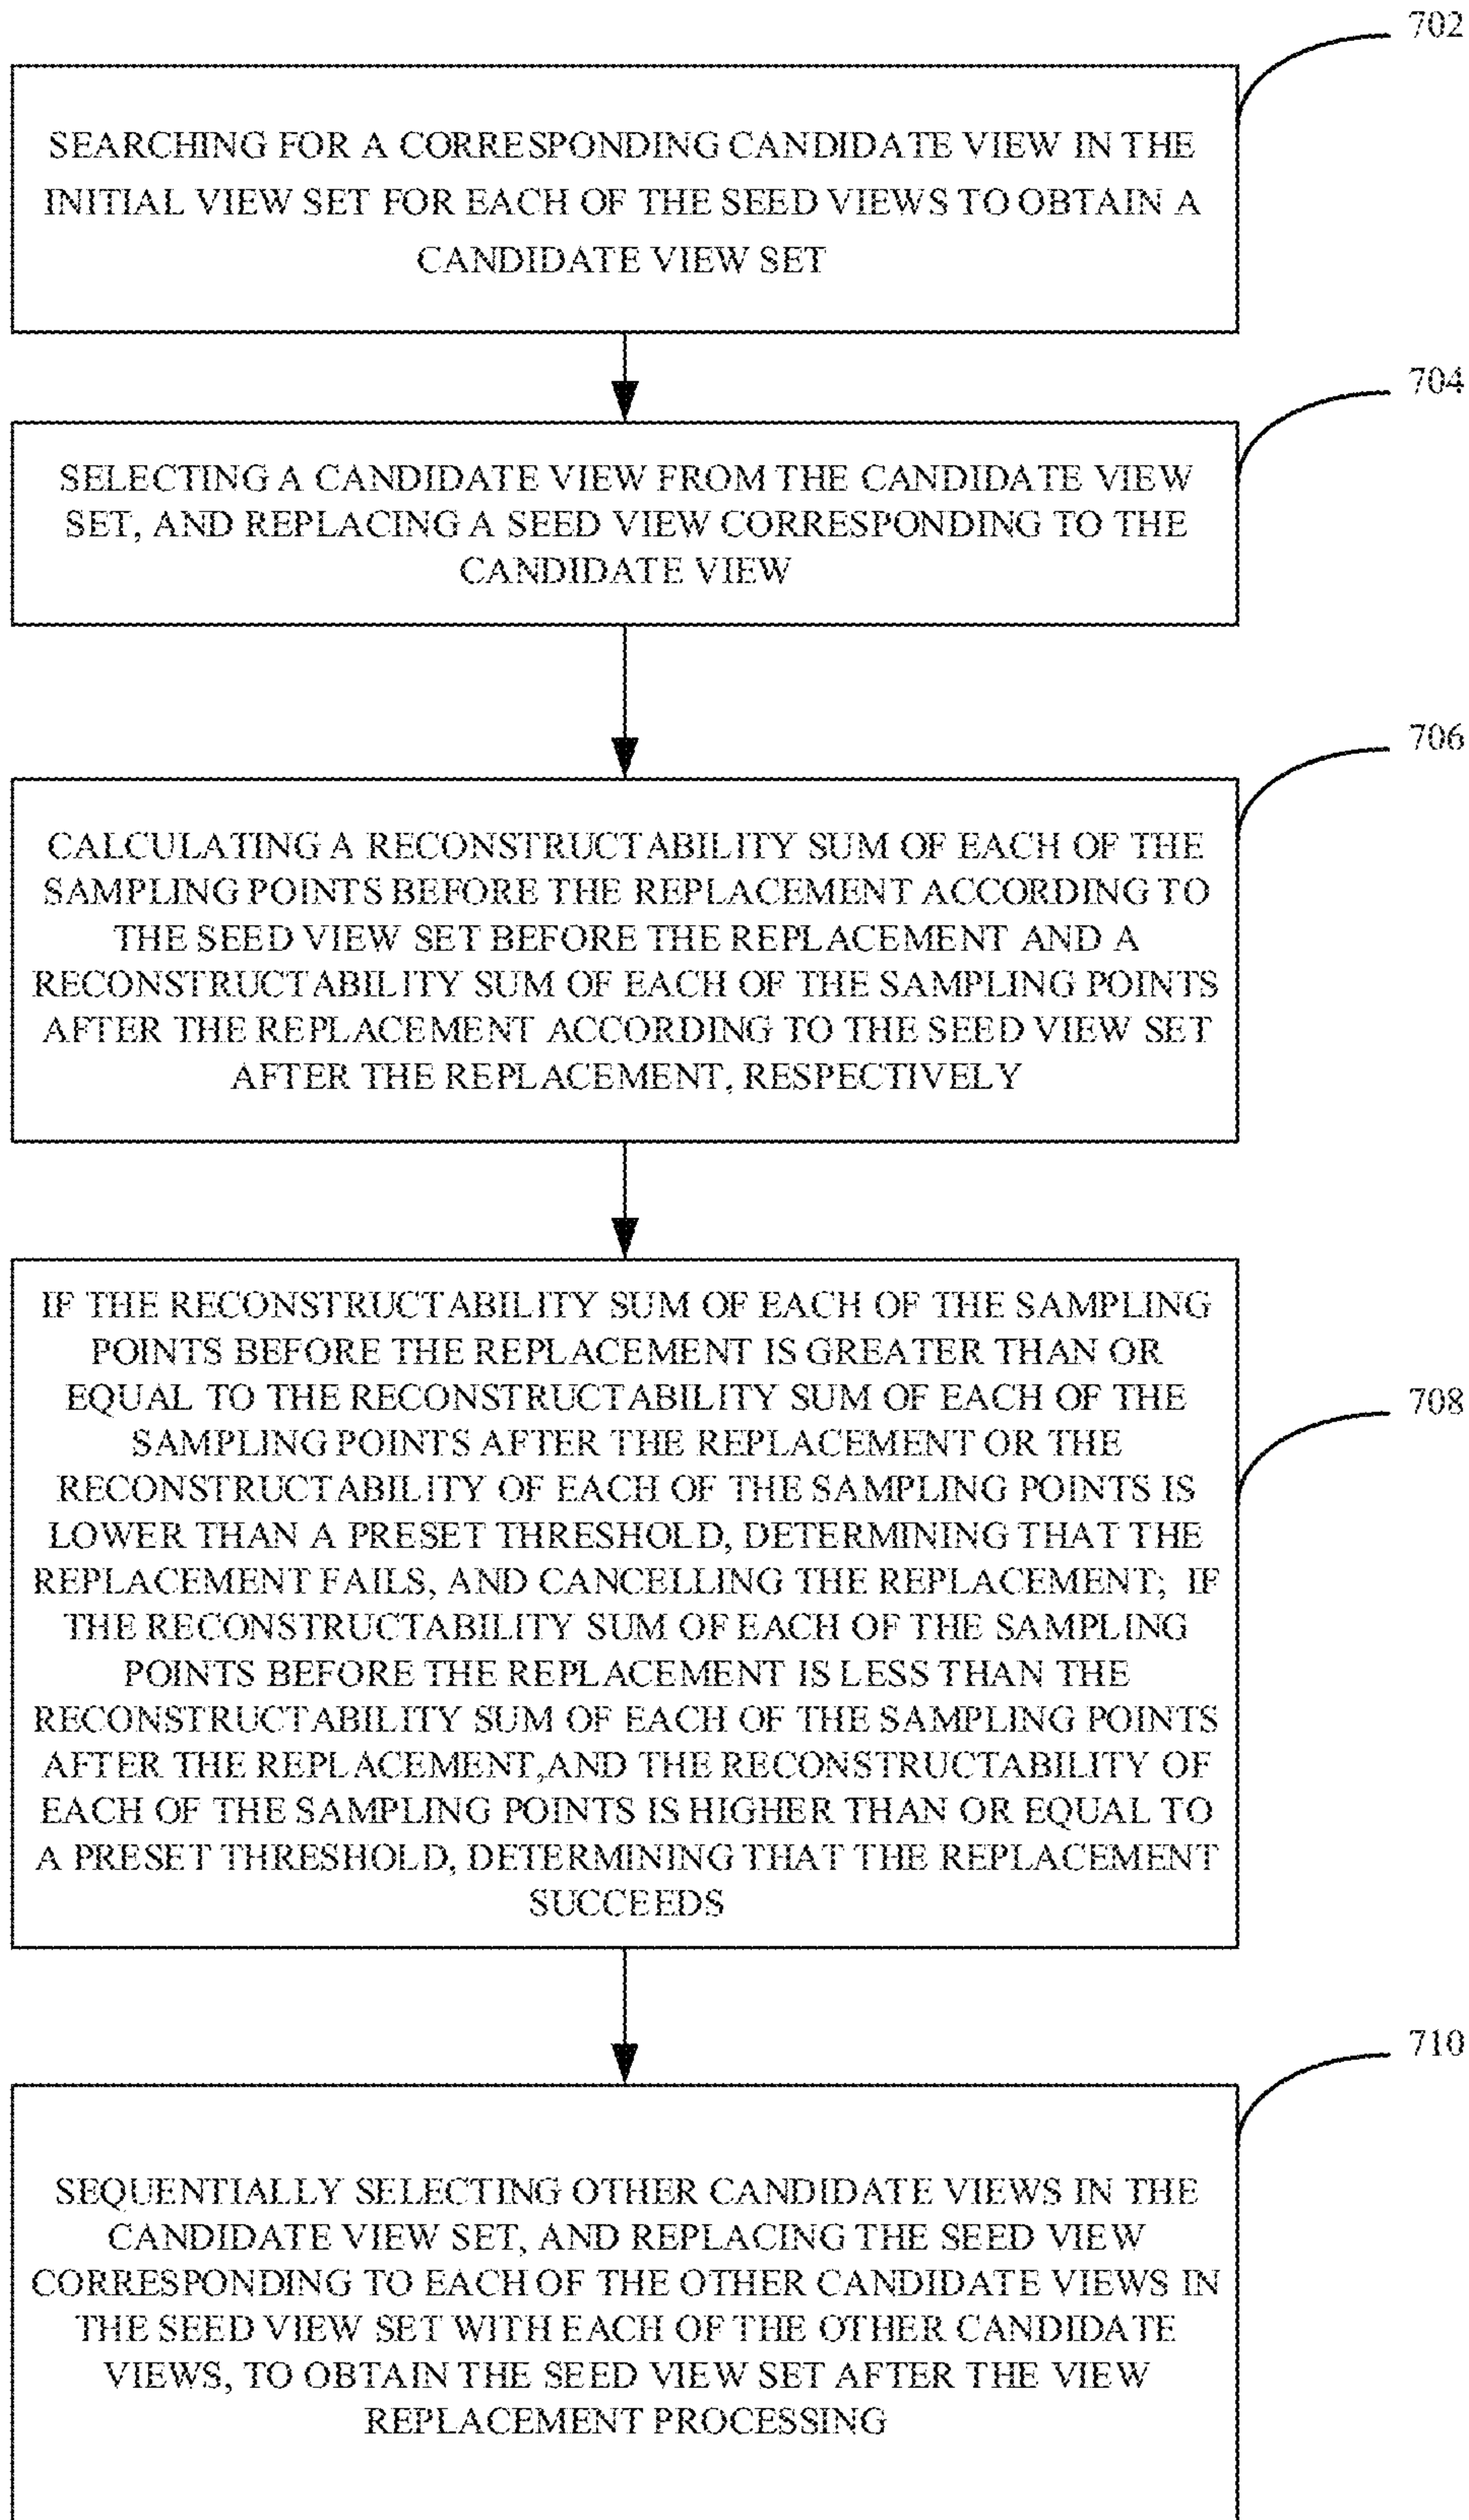 702
SEARCHING FOR A CORRESPONDING CANDIDATE VIEW IN THE
INITIAL VIEW SET FOR EACH OF THE SEED VIEWS TO OBTAIN A
CANDIDATE VIEW SET
704
SELECTING A CANDIDATE VIEW FROM THE CANDIDATE VIEW
SET, AND REPLACING A SEED VIEW CORRESPONDING TO THE
CANDIDATE VIEW
706
CALCULATING A RECONSTRUCTABILITY SUM OF EACH OF THE
SAMPLING POINTS BEFORE THE REPLACEMENT ACCORDING TO
THE SEED VIEW SET BEFORE THE REPLACEMENT AND A
RECONSTRUCTABILITY SUM OF EACH OF THE SAMPLING POINTS
AFTER THE REPLACEMENT ACCORDING TO THE SEED VIEW SET
AFTER THE REPLACEMENT, RESPECTIVELY
708
IF THE RECONSTRUCTABILITY SUM OF EACH OF THE SAMPLING
POINTS BEFORE THE REPLACEMENT IS GREATER THAN OR
EQUAL TO THE RECONSTRUCTABILITY SUM OF EACH OF THE
SAMPLING POINTS AFTER THE REPLACEMENT OR THE
RECONSTRUCTABILITY OF EACH OF THE SAMPLING POINTS IS
LOWER THAN A PRESET THRESHOLD, DETERMINING THAT THE
REPLACEMENT FAILS, AND CANCELLING THE REPLACEMENT; IF
THE RECONSTRUCTABILITY SUM OF EACH OF THE SAMPLING
POINTS BEFORE THE REPLACEMENT IS LESS THAN THE
RECONSTRUCTABILITY SUM OF EACH OF THE SAMPLING POINTS
AFTER THE REPLACEMENT,AND THE RECONSTRUCTABILITY OF
EACH OF THE SAMPLING POINTS IS HIGHER THAN OR EQUAL TO
A PRESET THRESHOLD, DETERMINING THAT THE REPLACEMENT
SUCCEEDS
710
SEQUENTIALLY SELECTING OTHER CANDIDATE VIEWS IN THE
CANDIDATE VIEW SET, AND REPLACING THE SEED VIEW
CORRESPONDING TO EACH OF THE OTHER CANDIDATE VIEWS IN
THE SEED VIEW SET WITH EACH OF THE OTHER CANDIDATE
VIEWS, TO OBTAIN THE SEED VIEW SET AFTER THE VIEW
REPLACEMENT PROCESSING